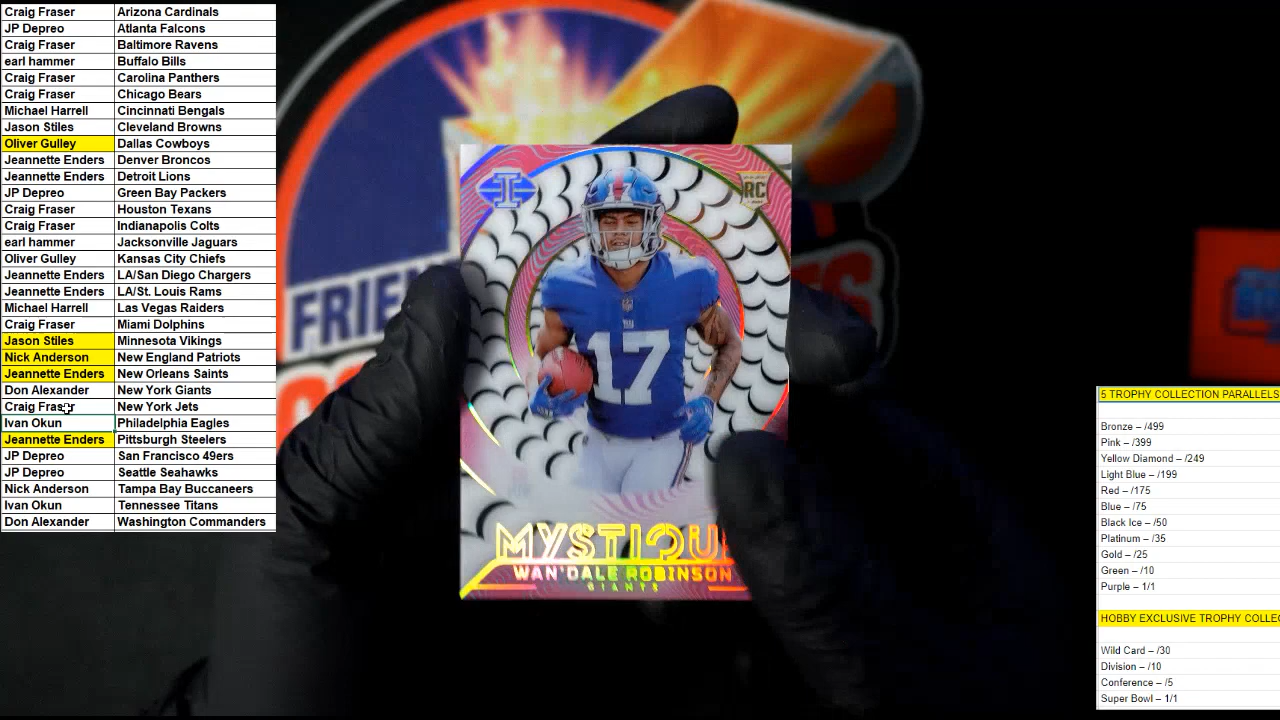 Craig Fraser Arizona Cardinals
JP Depreo Atlanta Falcons
Craig Fraser Baltimore Ravens
earl hammer Buffalo Bills
Craig Fraser Carolina Panthers
Craig Fraser Chicago Bears
Michael Harrell Cincinnati Bengals
Jason Stiles Cleveland Browns
Oliver Gulley Dallas Cowboys
Jeannette Enders Denver Broncos
Jeannette Enders Detroit Lions
JP Depreo Green Bay Packers
Craig Fraser Houston Texans
Craig Fraser Indianapolis Colts
earl hammer Jacksonville Jaguars
Oliver Gulley Kansas City Chiefs
Jeannette Enders LA/San Diego Chargers
Jeannette Enders LA/St. Louis Rams
Michael Harrell Las Vegas Raiders
Craig Fraser Miami Dolphins
Jason Stiles Minnesota Vikings
Nick Anderson New England Patriots
Jeannette Enders New Orleans Saints
Don Alexander New York Giants
Craig Fraser New York Jets
Ivan Okun Philadelphia Eagles
Jeannette Enders Pittsburgh Steelers
JP Depreo San Francisco 49ers
JP Depreo Seattle Seahawks
Nick Anderson Tampa Bay Buccaneers
Ivan Okun Tennessee Titans
Don Alexander Washington Commanders
FRIE
I
RC
17
MYSTIQU
WAN'DALE ROBINSON
GIANTS
5 TROPHY COLLECTION PARALLELS
Bronze – /499
Pink – /399
Yellow Diamond – /249
Light Blue – /199
Red – /175
Blue – /75
Black Ice – /50
Platinum – /35
Gold – /25
Green – /10
Purple – 1/1
HOBBY EXCLUSIVE TROPHY COLLEC
Wild Card – /30
Division – /10
Conference – /5
Super Bowl – 1/1